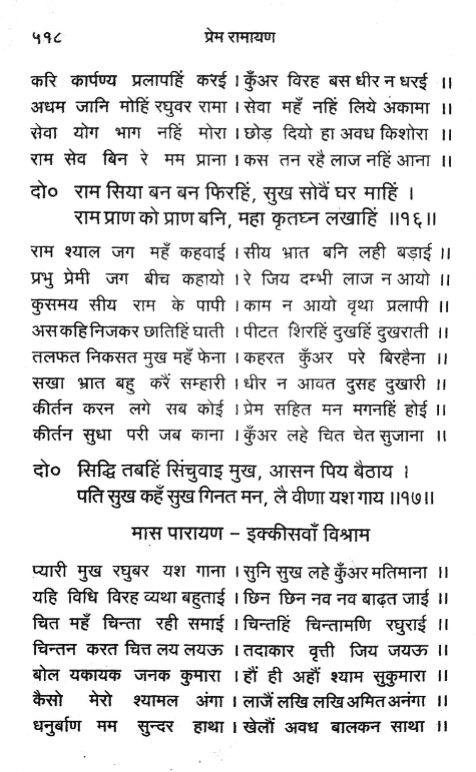 ५१८ प्रेम रामायण
करि कार्पण्य प्रलापहिं करई । कुँअर विरह बस धीर न धरई ॥
अधम जानि मोहिं रघुवर रामा । सेवा महँ नहिं लिये अकामा ॥
सेवा योग भाग नहिं मोरा । छोड़ दियो हा अवध किशोरा ॥
राम सेव बिन रे मम प्राना । कस तन रहै लाज नहिं आना ॥
दो० राम सिया बन बन फिरहिं, सुख सोवैं घर माहिं ।
राम प्राण को प्राण बनि, महा कृतघ्न लखाहिं ॥१६॥
राम श्याल जग महँ कहवाई । सीय भ्रात बनि लही बड़ाई ॥
प्रभु प्रेमी जग बीच कहायो । रे जिय दम्भी लाज न आयो ॥
कुसमय सीय राम के पापी । काम न आयो वृथा प्रलापी ॥
अस कहि निजकर छातिहिं घाती । पीटत शिरहिं दुखहिं दुखराती ॥
तलफत निकसत मुख महँ फेना । कहरत कुँअर परे बिरहैना ॥
सखा भ्रात बहु करैं सम्हारी । धीर न आवत दुसह दुखारी ॥
कीर्तन करन लगे सब कोई । प्रेम सहित मन मगनहिं होई ॥
कीर्तन सुधा परी जब काना । कुँअर लहे चित चेत सुजाना ॥
दो० सिद्धि तबहिं सिंचुवाइ मुख, आसन पिय बैठाय ।
पति सुख कहँ सुख गिनत मन, लै वीणा यश गाय ॥१७॥
मास पारायण – इक्कीसवाँ विश्राम
प्यारी मुख रघुबर यश गाना । सुनि सुख लहे कुँअर मतिमाना ॥
यहि विधि विरह व्यथा बहुताई । छिन छिन नव नव बाढ़त जाई ॥
चित महँ चिन्ता रही समाई । चिन्तहिं चिन्तामणि रघुराई ॥
चिन्तन करत चित्त लय लयऊ । तदाकार वृत्ती जिय जयऊ ॥
बोल यकायक जनक कुमारा । हौं ही अहौं श्याम सुकुमारा ॥
कैसो मेरो श्यामल अंगा । लाजैं लखि लखि अमित अनंगा ॥
धनुर्बाण मम सुन्दर हाथा । खेलौं अवध बालकन साथा ॥